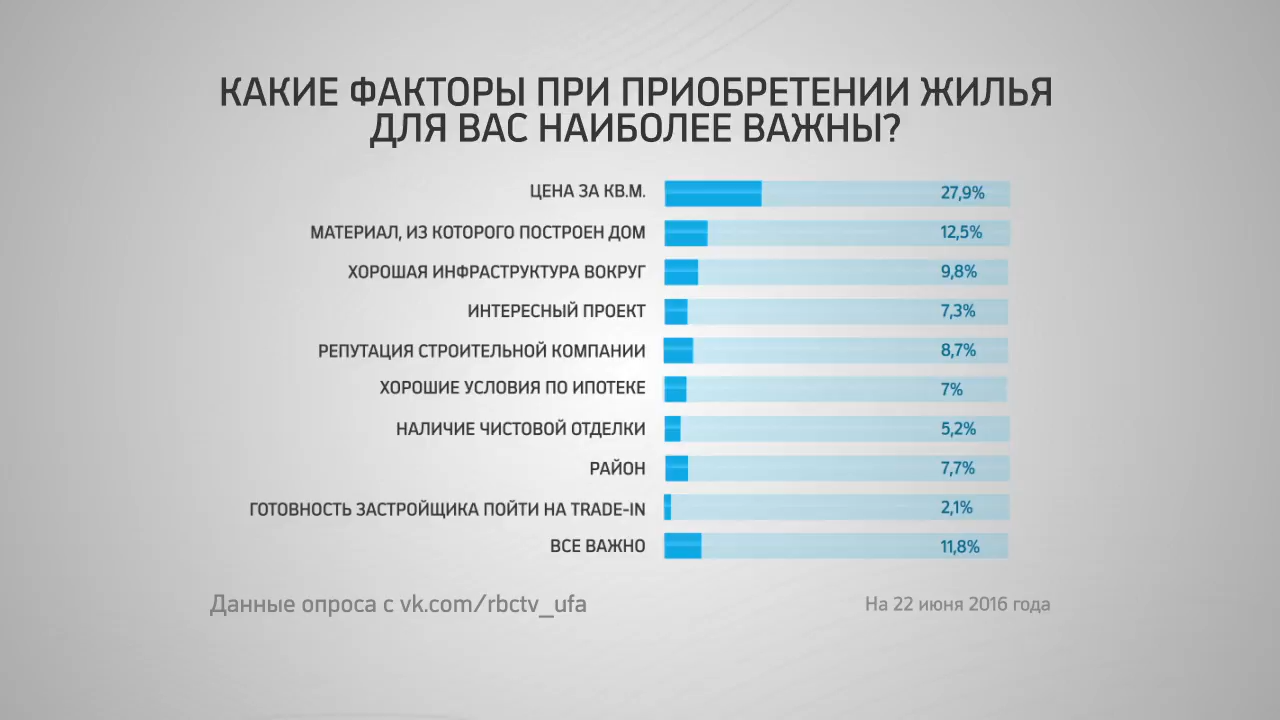 КАКИЕ ФАКТОРЫ ПРИ ПРИОБРЕТЕНИИ ЖИЛЬЯ
ДЛЯ ВАС НАИБОЛЕЕ ВАЖНЫ?
ЦЕНА ЗА КВ.М. 27,9%
МАТЕРИАЛ, ИЗ КОТОРОГО ПОСТРОЕН ДОМ 12,5%
ХОРОШАЯ ИНФРАСТРУКТУРА ВОКРУГ 9,8%
ИНТЕРЕСНЫЙ ПРОЕКТ 7,3%
РЕПУТАЦИЯ СТРОИТЕЛЬНОЙ КОМПАНИИ 8,7%
ХОРОШИЕ УСЛОВИЯ ПО ИПОТЕКЕ 7%
НАЛИЧИЕ ЧИСТОВОЙ ОТДЕЛКИ 5,2%
РАЙОН 7,7%
ГОТОВНОСТЬ ЗАСТРОЙЩИКА ПОЙТИ НА TRADE-IN 2,1%
ВСЕ ВАЖНО 11,8%
Данные опроса с vk.com/rbctv_ufa На 22 июня 2016 года